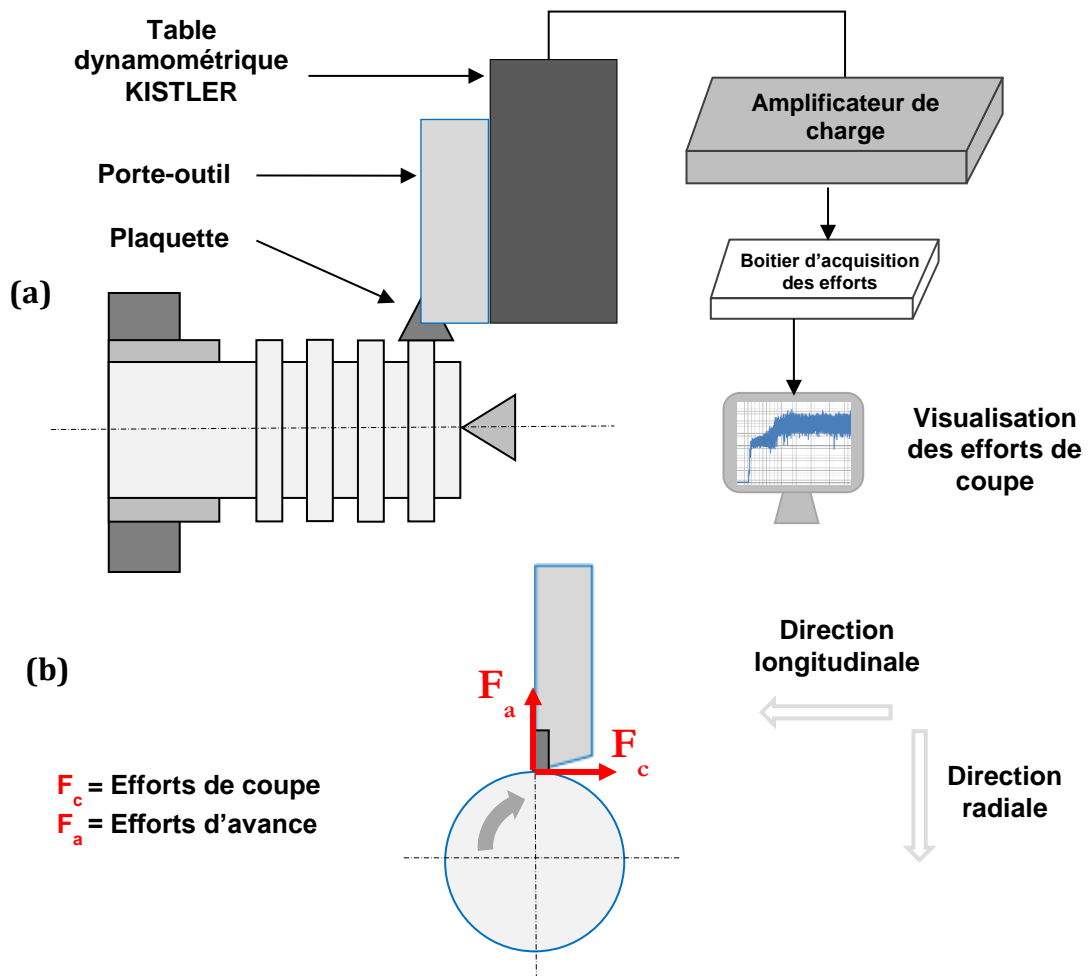 Table
dynamométrique
KISTLER
Amplificateur de
charge
Porte-outil
Plaquette
Boitier d’acquisition
des efforts
(a)
Visualisation
des efforts de
coupe
(b)
Direction
longitudinale
Fa
Fc
Fc = Efforts de coupe
Fa = Efforts d’avance
Direction
radiale